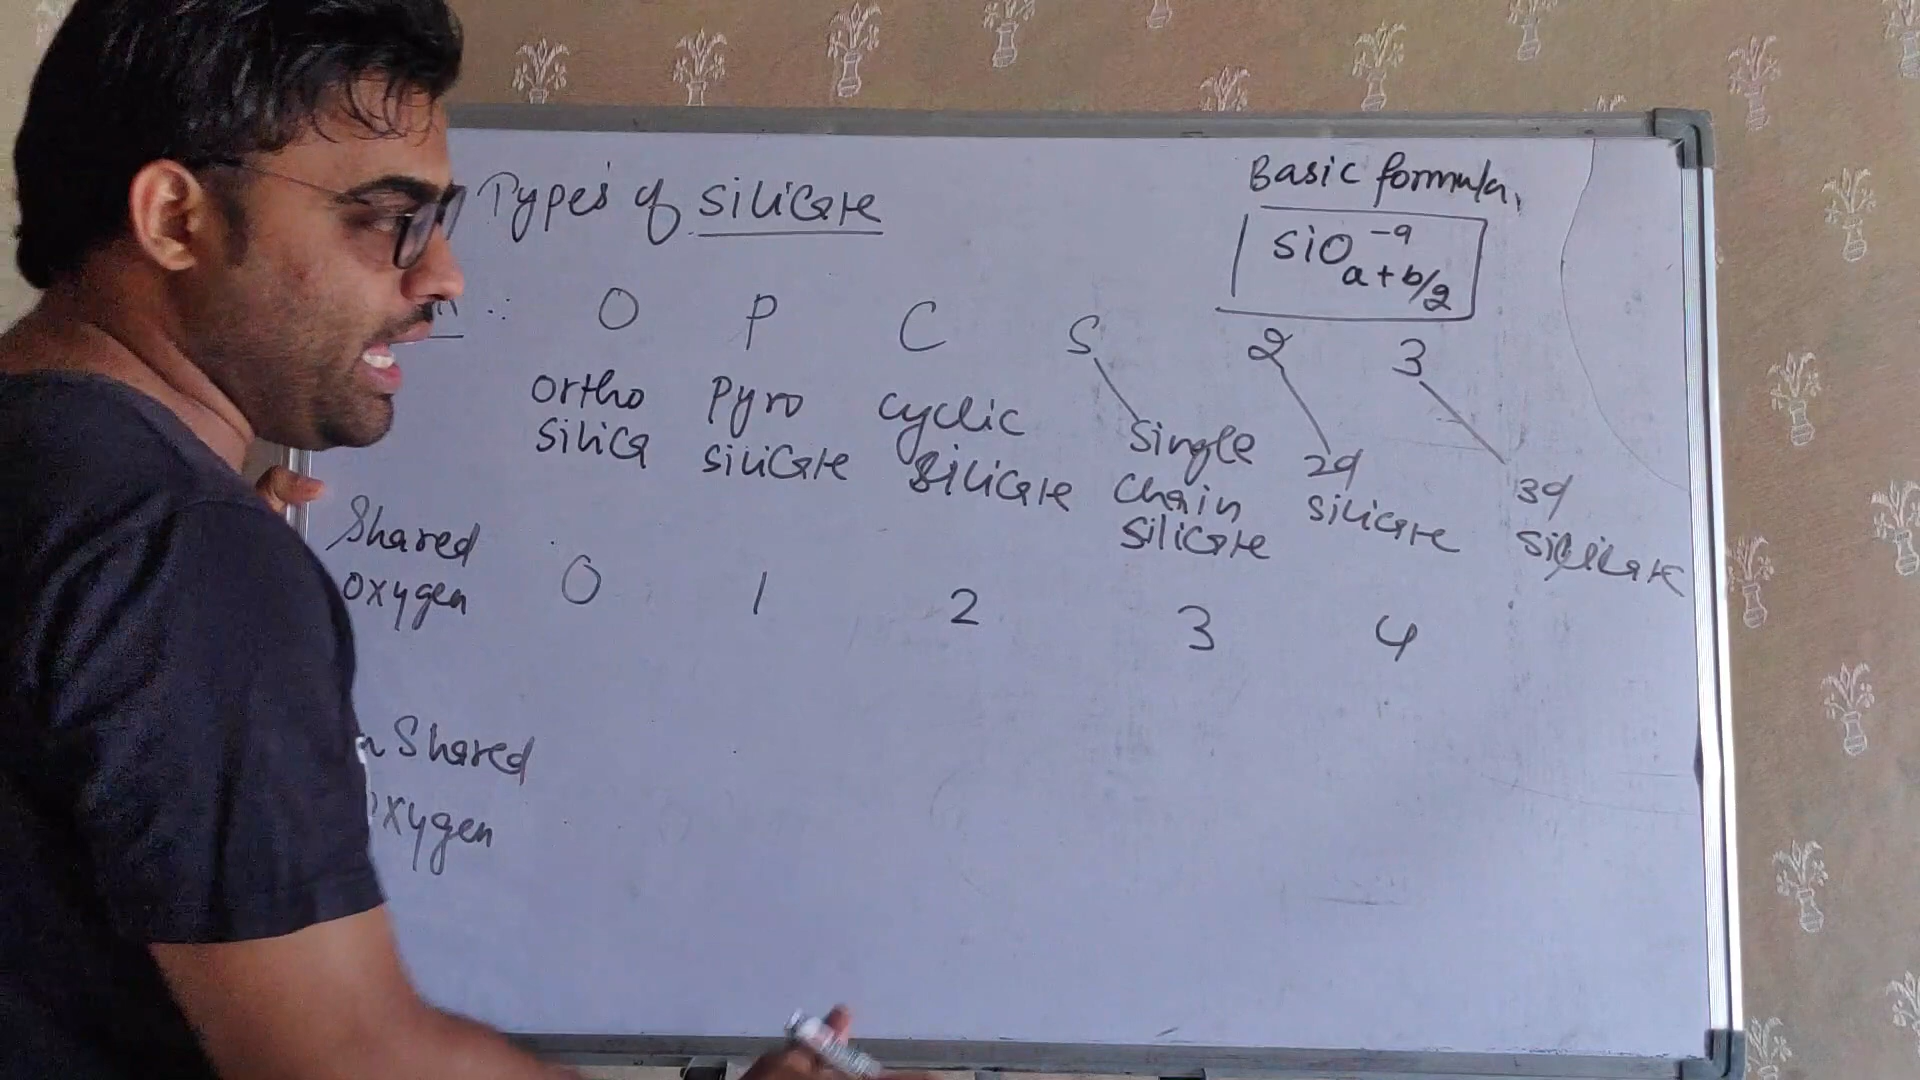 Types of silicate
Basic formula,
SiO a+b/2 -a
: O P C S 2 3
Ortho Silica
Pyro Silicate
Cyclic Silicate
Single Chain Silicate
2d Silicate
3d Silicate
Shared oxygen 0 1 2 3 4
n Shared
oxygen